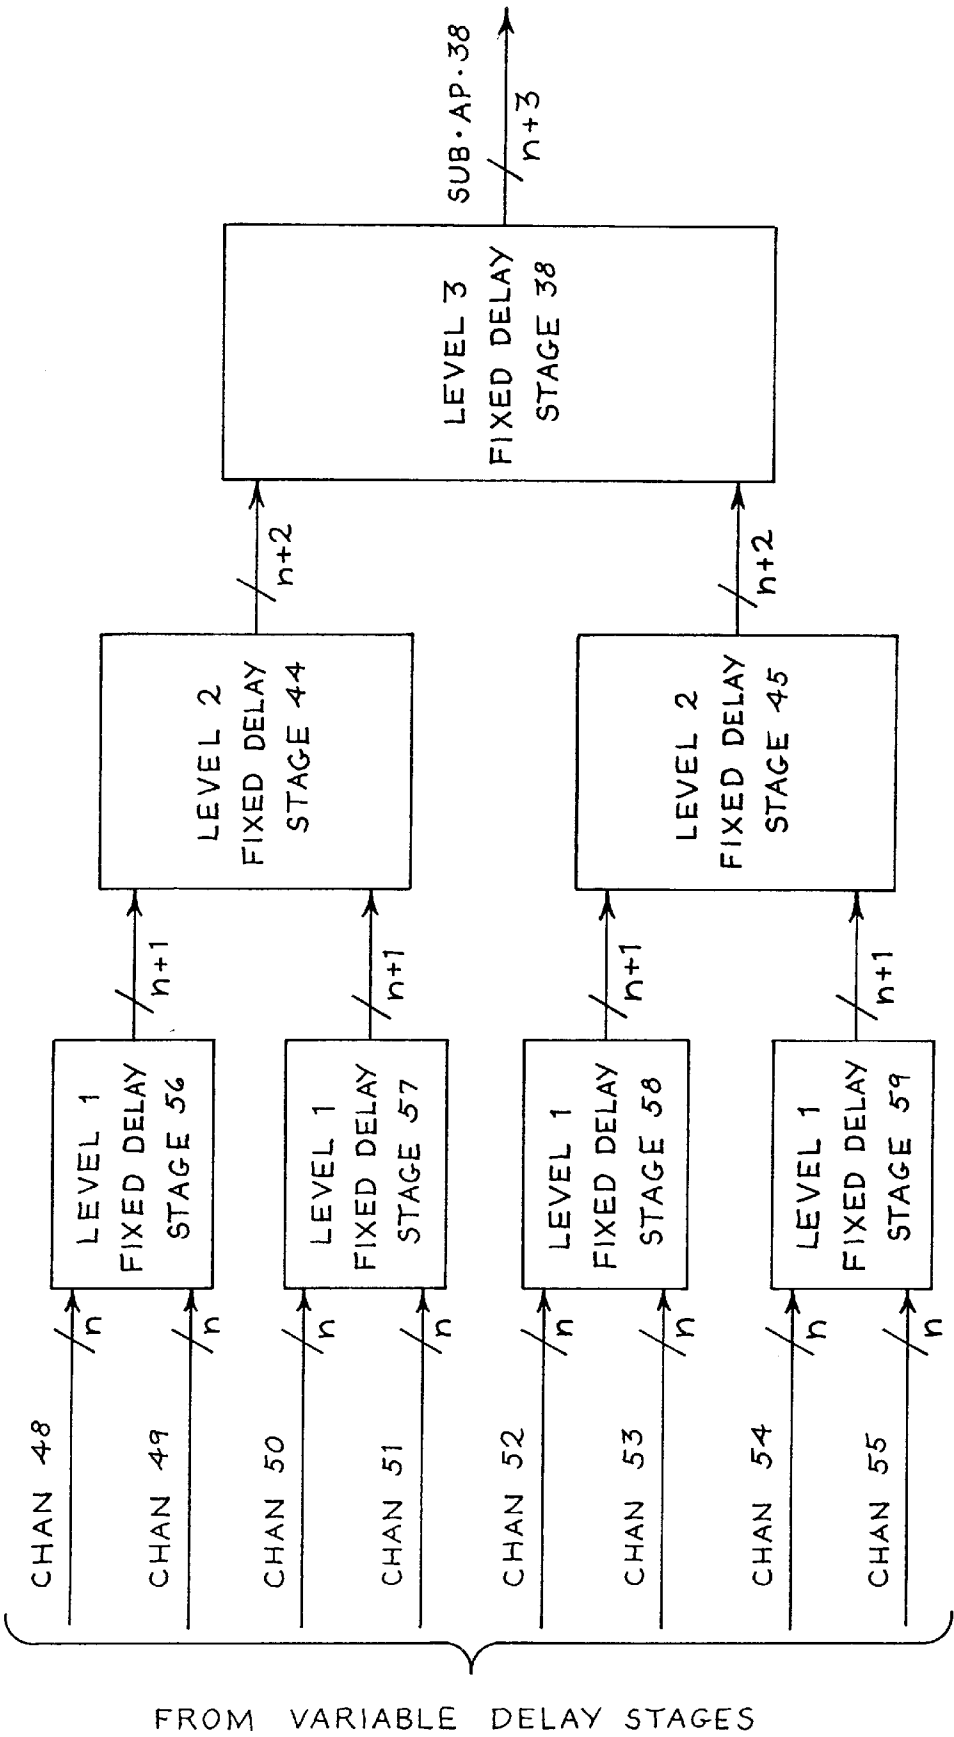 SUB·AP·38
n+3
LEVEL 3
FIXED DELAY
STAGE 38
n+2
n+2
LEVEL 2
FIXED DELAY
STAGE 44
LEVEL 2
FIXED DELAY
STAGE 45
n+1
n+1
n+1
n+1
LEVEL 1
FIXED DELAY
STAGE 56
LEVEL 1
FIXED DELAY
STAGE 57
LEVEL 1
FIXED DELAY
STAGE 58
LEVEL 1
FIXED DELAY
STAGE 59
n
n
n
n
n
n
n
n
CHAN 48
CHAN 49
CHAN 50
CHAN 51
CHAN 52
CHAN 53
CHAN 54
CHAN 55
FROM VARIABLE DELAY STAGES